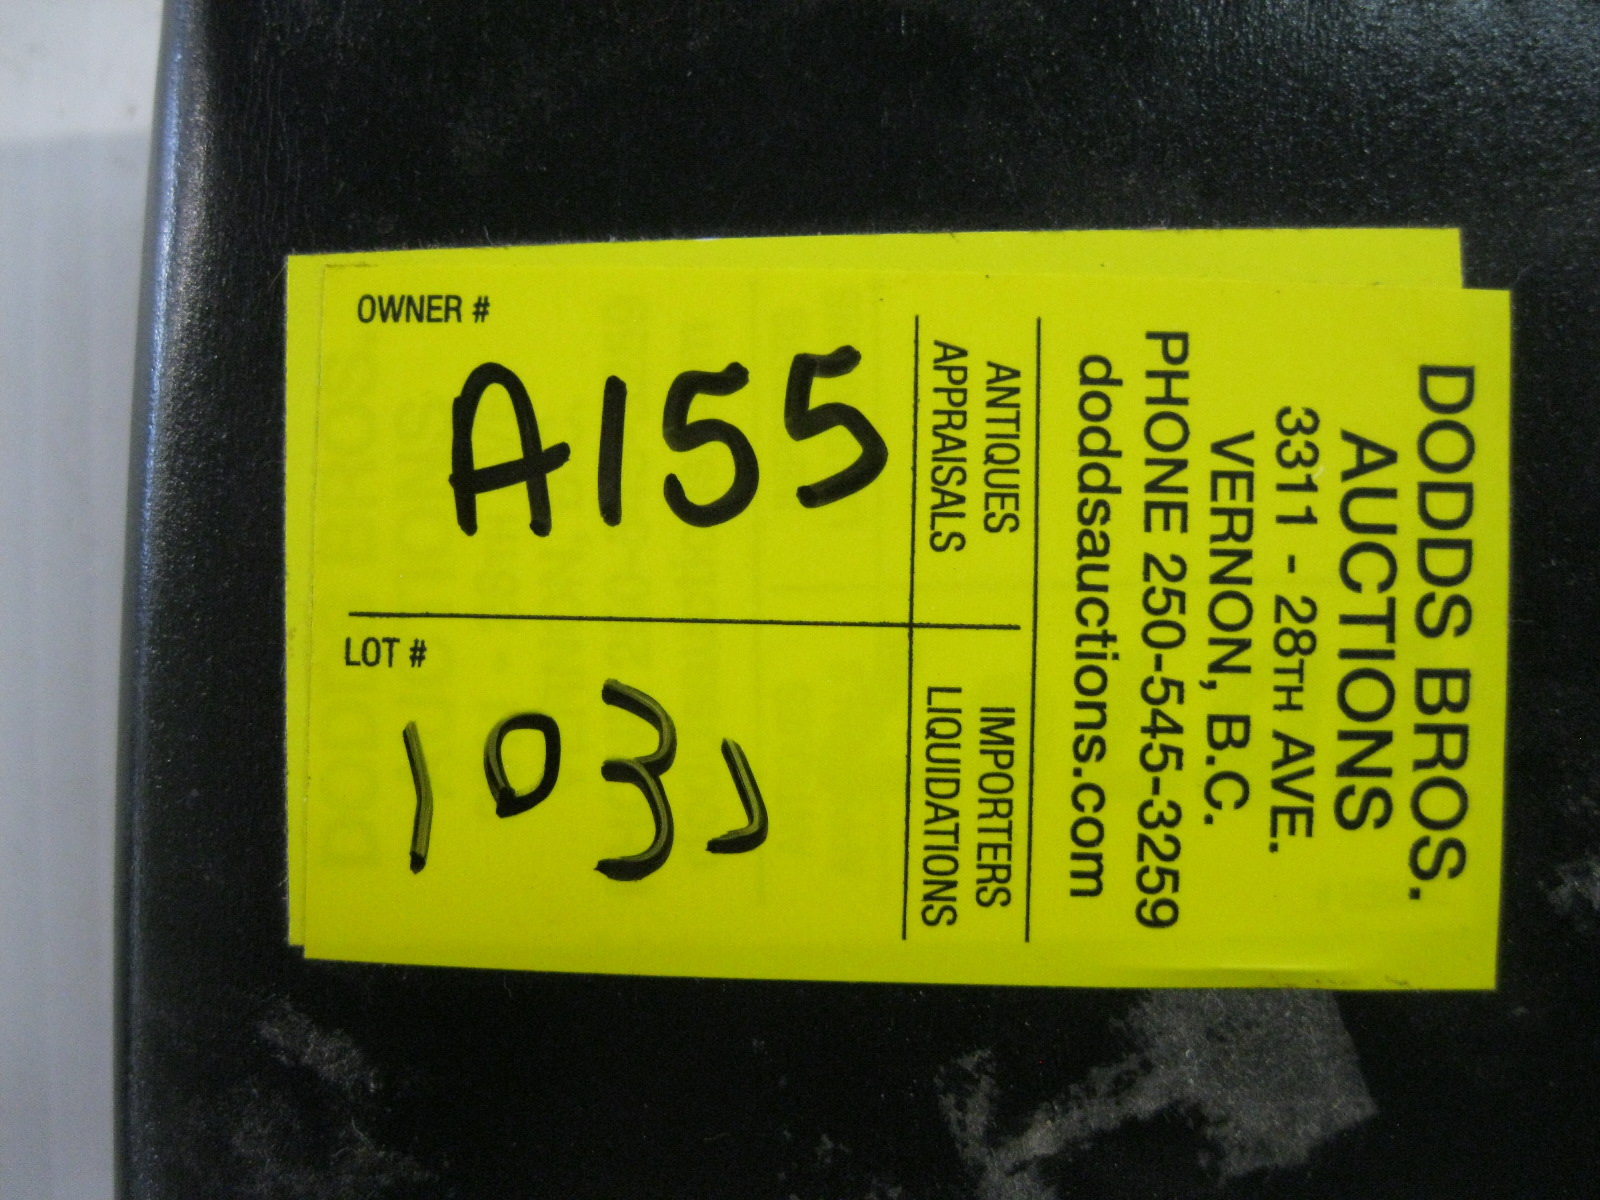 DODDS BROS.
AUCTIONS
3311 - 28TH AVE.
VERNON, B.C.
PHONE 250-545-3259
doddsauctions.com
ANTIQUES
APPRAISALS
IMPORTERS
LIQUIDATIONS
OWNER #
A155
LOT #